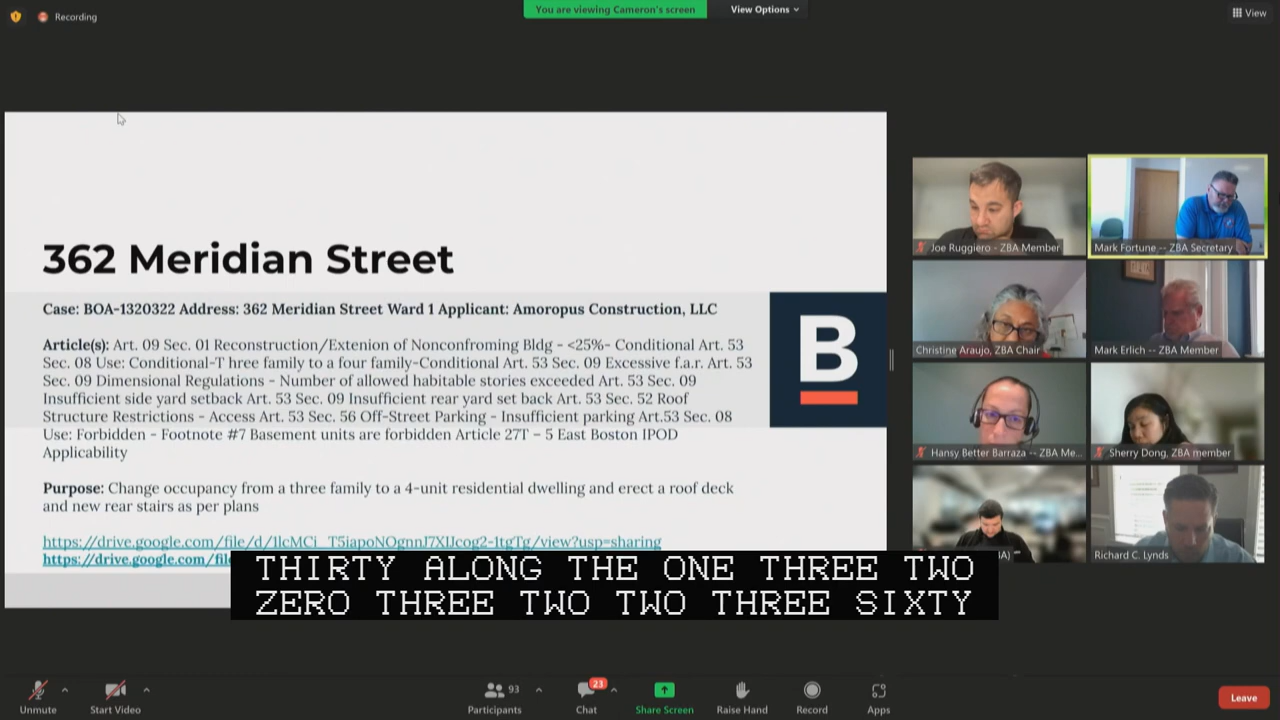 Recording
You are viewing Cameron's screen
View Options
View
362 Meridian Street
Case: BOA-1320322 Address: 362 Meridian Street Ward 1 Applicant: Amoropus Construction, LLC
Article(s): Art. 09 Sec. 01 Reconstruction/Extenion of Nonconfroming Bldg - <25%- Conditional Art. 53
Sec. 08 Use: Conditional-T hree family to a four family-Conditional Art. 53 Sec. 09 Excessive f.a.r. Art. 53
Sec. 09 Dimensional Regulations - Number of allowed habitable stories exceeded Art. 53 Sec. 09
Insufficient side yard setback Art. 53 Sec. 09 Insufficient rear yard set back Art. 53 Sec. 52 Roof
Structure Restrictions - Access Art. 53 Sec. 56 Off-Street Parking - Insufficient parking Art.53 Sec. 08
Use: Forbidden - Footnote #7 Basement units are forbidden Article 27T – 5 East Boston IPOD
Applicability
Purpose: Change occupancy from a three family to a 4-unit residential dwelling and erect a roof deck
and new rear stairs as per plans
https://drive.google.com/file/d/1lcMCi_T5japoNOgnnJ7XIJcog2-ItgTg/view?usp=sharing
https://drive.google.com/file
B
Joe Ruggiero - ZBA Member
Mark Fortune -- ZBA Secretary
Christine Araujo, ZBA Chair
Mark Erlich -- ZBA Member
Hansy Better Barraza -- ZBA Me...
Sherry Dong, ZBA member
Richard C. Lynds
THIRTY ALONG THE ONE THREE TWO
ZERO THREE TWO TWO THREE SIXTY
Unmute
Start Video
Participants
93
Chat
23
Share Screen
Raise Hand
Record
Apps
Leave